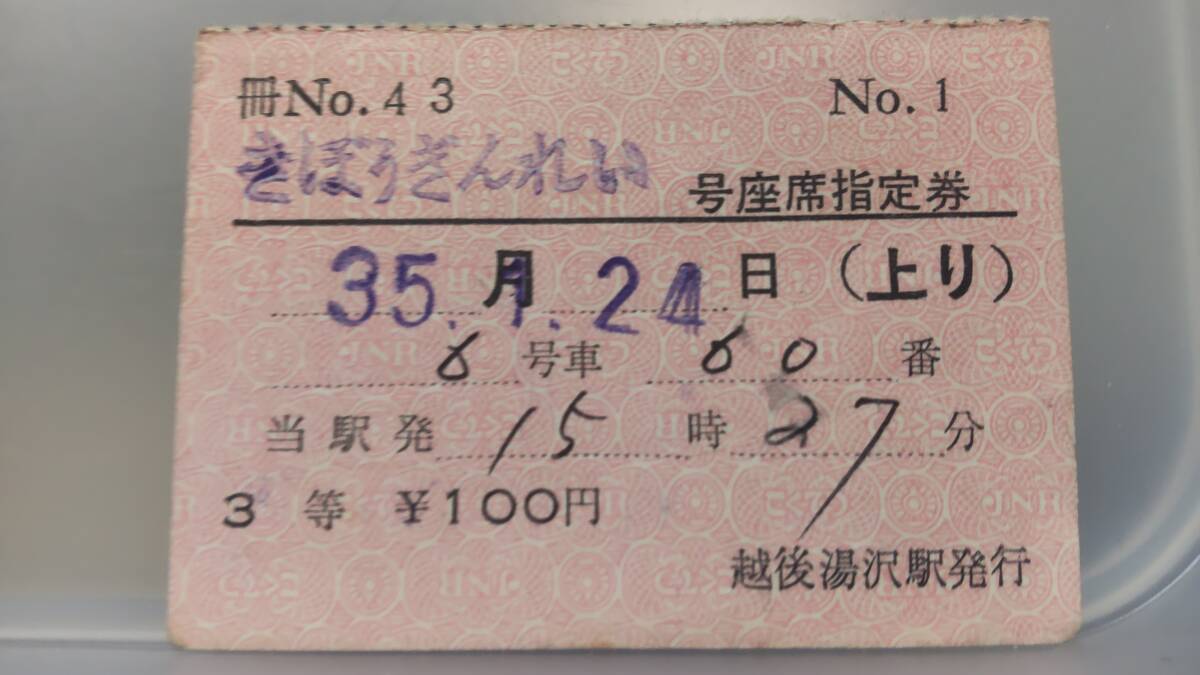 冊No. 43 No. 1
きぼうぎんれい 号座席指定券
35. 1. 24 月 日 (上り)
8 号車 60 番
当駅発 15 時 27 分
3 等 ¥100円
越後湯沢駅発行